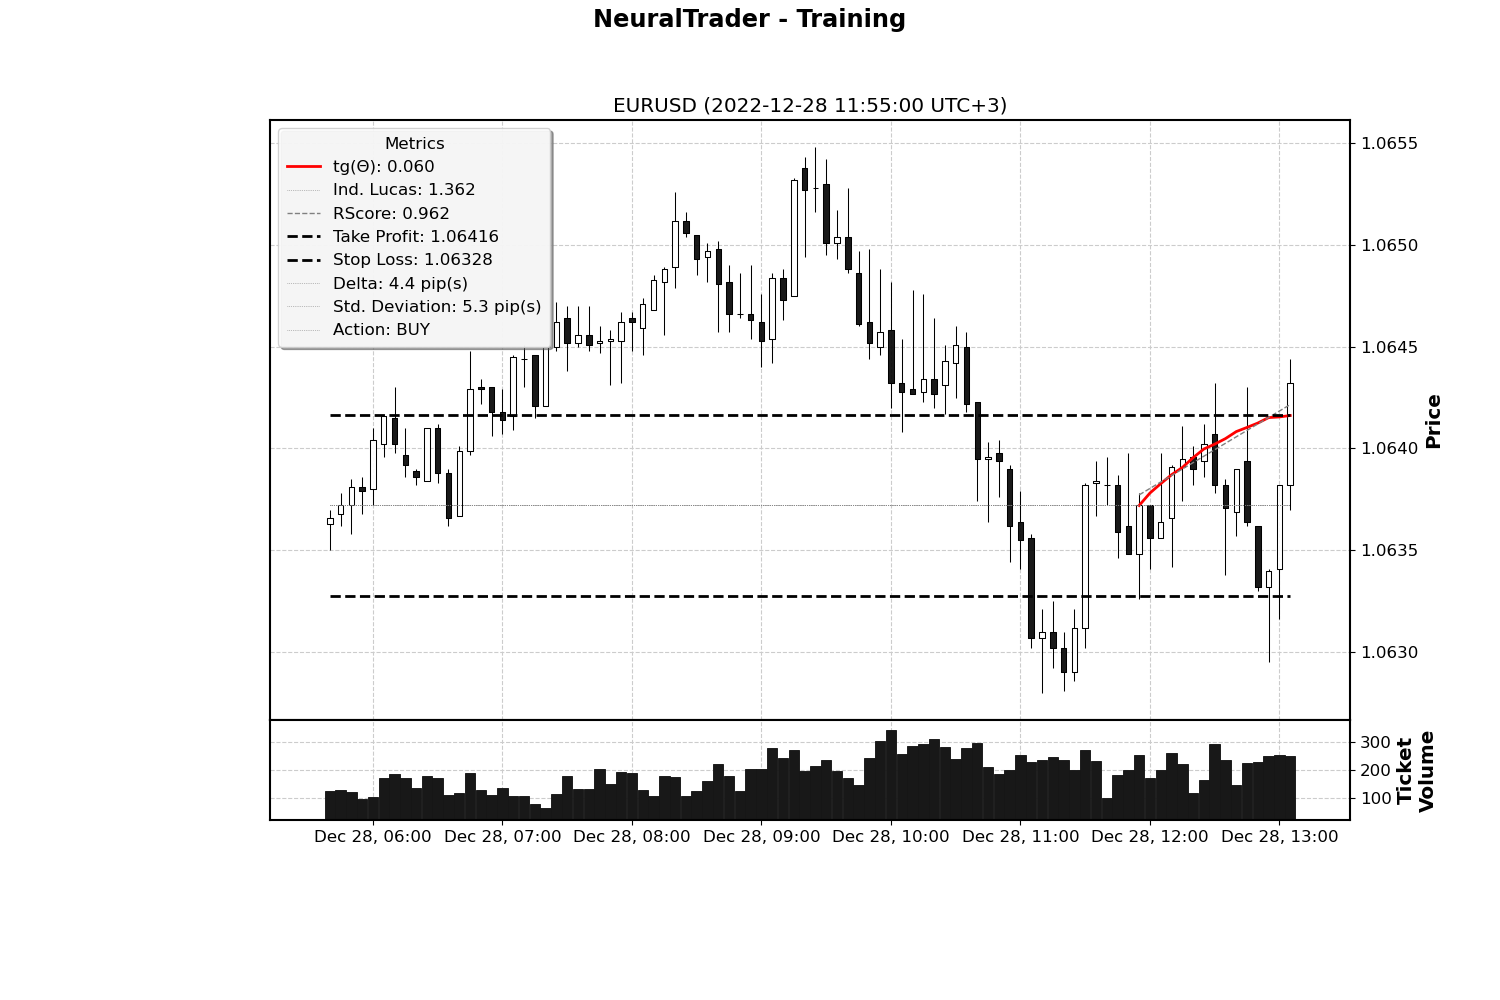 NeuralTrader - Training
EURUSD (2022-12-28 11:55:00 UTC+3)
Metrics
tg(Θ): 0.060
Ind. Lucas: 1.362
RScore: 0.962
Take Profit: 1.06416
Stop Loss: 1.06328
Delta: 4.4 pip(s)
Std. Deviation: 5.3 pip(s)
Action: BUY
1.0655
1.0650
1.0645
1.0640
1.0635
1.0630
Price
300
200
100
Ticket
Volume
Dec 28, 06:00 Dec 28, 07:00 Dec 28, 08:00 Dec 28, 09:00 Dec 28, 10:00 Dec 28, 11:00 Dec 28, 12:00 Dec 28, 13:00